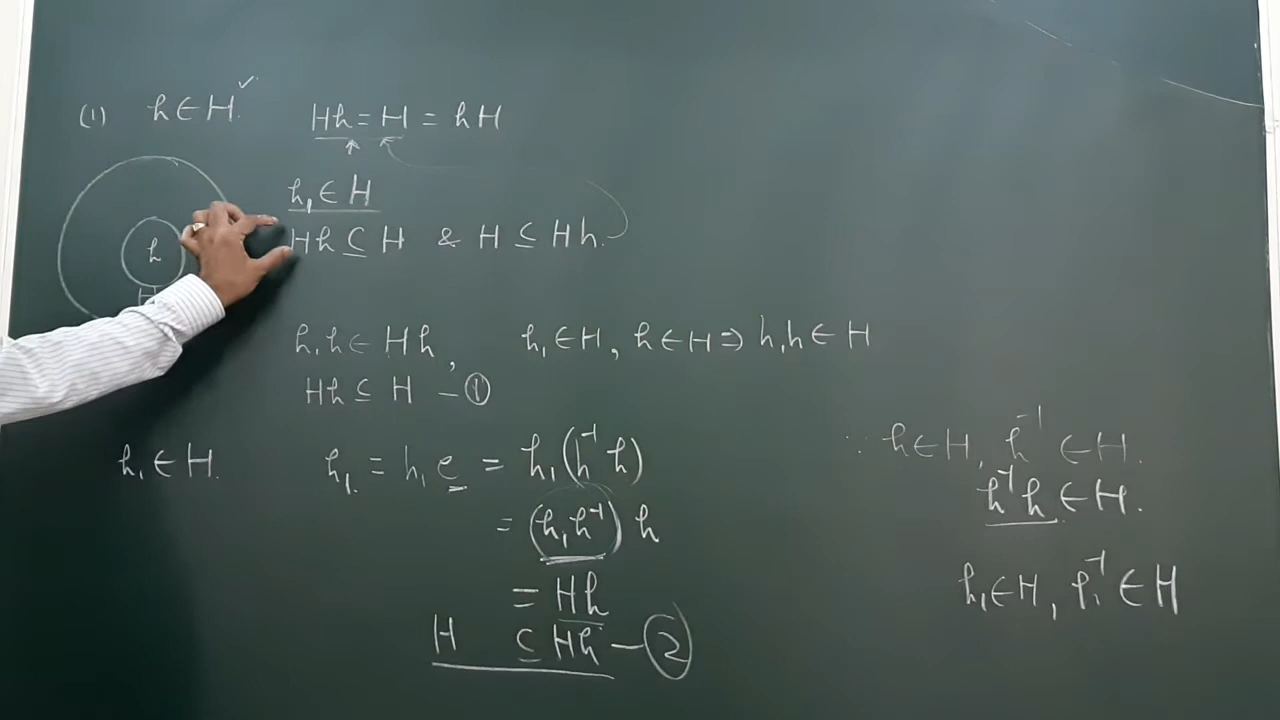 (1) h ∈ H ✓ Hh = H = hH
h₁ ∈ H
h Hh ⊆ H & H ⊆ Hh.
H
h₁h ∈ Hh, h₁ ∈ H, h ∈ H ⇒ h₁h ∈ H
Hh ⊆ H — ①
h₁ ∈ H. h₁ = h₁e = h₁(h⁻¹h)
= (h₁h⁻¹)h
= Hh
H ⊆ Hh — ②
∵ h ∈ H, h⁻¹ ∈ H.
h⁻¹h ∈ H.
h₁ ∈ H, h₁⁻¹ ∈ H